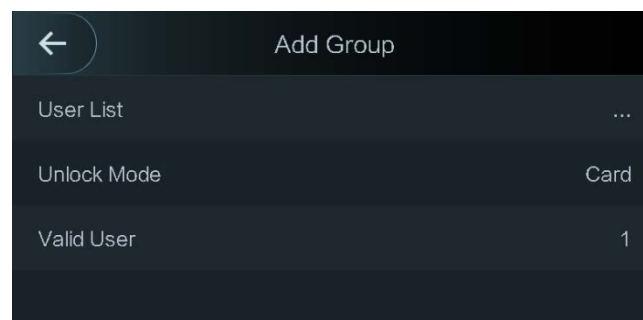 Add Group
User List ...
Unlock Mode Card
Valid User 1